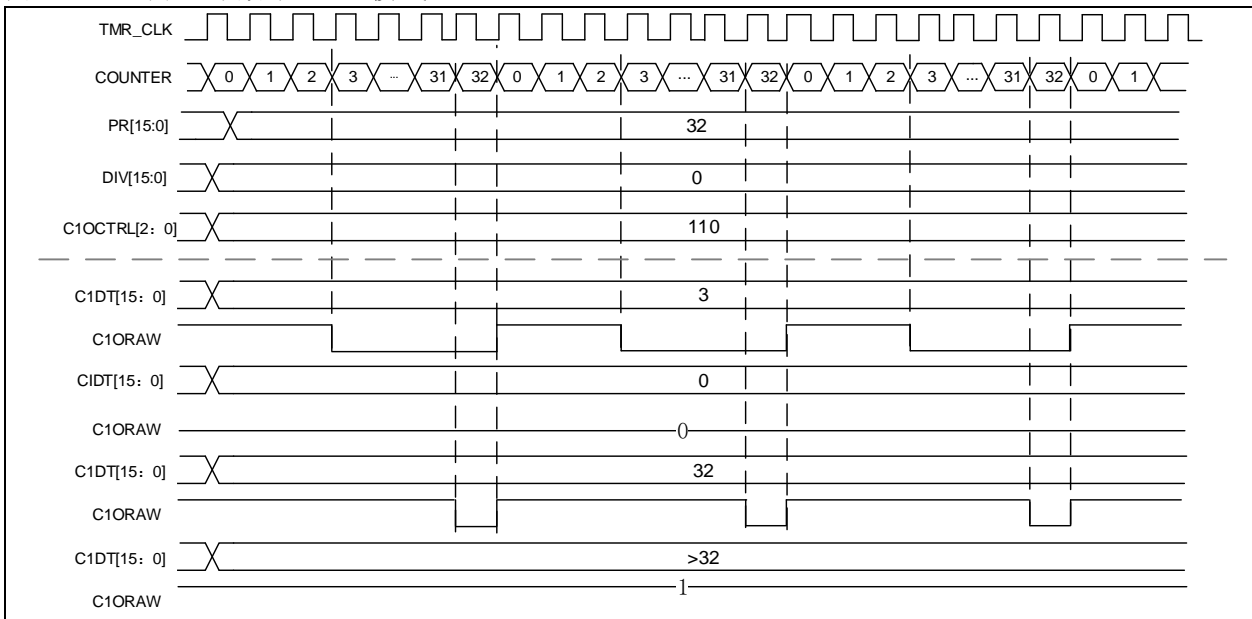 TMR_CLK
COUNTER 0 1 2 3 ... 31 32 0 1 2 3 ... 31 32 0 1 2 3 ... 31 32 0 1
PR[15:0] 32
DIV[15:0] 0
C1OCTRL[2：0] 110
C1DT[15：0] 3
C1ORAW
CIDT[15：0] 0
C1ORAW 0
C1DT[15：0] 32
C1ORAW
C1DT[15：0] >32
C1ORAW 1